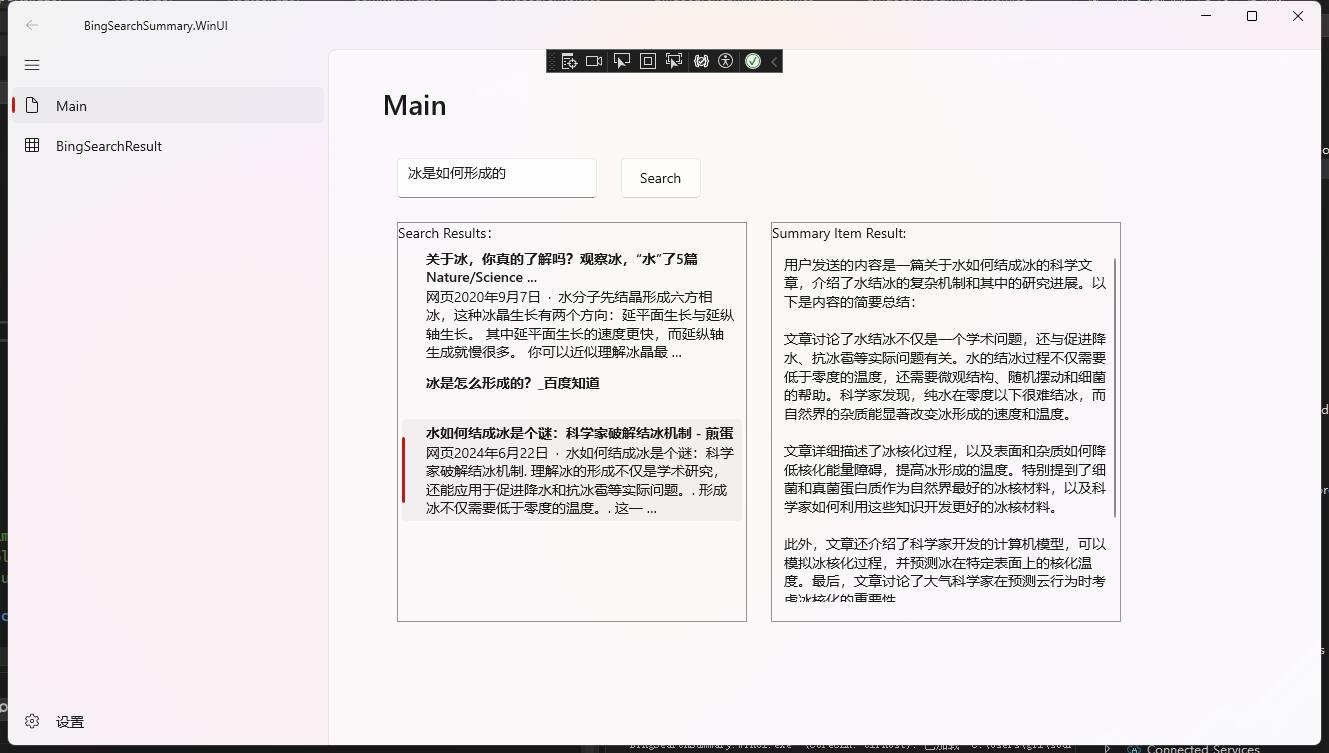 BingSearchSummary.WinUI
Main
BingSearchResult
设置
Main
冰是如何形成的
Search
Search Results:
关于冰，你真的了解吗？观察冰，“水”了5篇
Nature/Science ...
网页2020年9月7日 · 水分子先结晶形成六方相
冰，这种冰晶生长有两个方向：延平面生长与延纵
轴生长。 其中延平面生长的速度更快，而延纵轴
生成就慢很多。 你可以近似理解冰晶最 ...
冰是怎么形成的？_百度知道
水如何结成冰是个谜：科学家破解结冰机制 - 煎蛋
网页2024年6月22日 · 水如何结成冰是个谜：科学
家破解结冰机制. 理解冰的形成不仅是学术研究，
还能应用于促进降水和抗冰雹等实际问题。. 形成
冰不仅需要低于零度的温度。. 这一 ...
Summary Item Result:
用户发送的内容是一篇关于水如何结成冰的科学文
章，介绍了水结冰的复杂机制和其中的研究进展。以
下是内容的简要总结：
文章讨论了水结冰不仅是一个学术问题，还与促进降
水、抗冰雹等实际问题有关。水的结冰过程不仅需要
低于零度的温度，还需要微观结构、随机摆动和细菌
的帮助。科学家发现，纯水在零度以下很难结冰，而
自然界的杂质能显著改变冰形成的速度和温度。
文章详细描述了冰核化过程，以及表面和杂质如何降
低核化能量障碍，提高冰形成的温度。特别提到了细
菌和真菌蛋白质作为自然界最好的冰核材料，以及科
学家如何利用这些知识开发更好的冰核材料。
此外，文章还介绍了科学家开发的计算机模型，可以
模拟冰核化过程，并预测冰在特定表面上的核化温
度。最后，文章讨论了大气科学家在预测云行为时考
虑冰核化的重要性
Connected Services